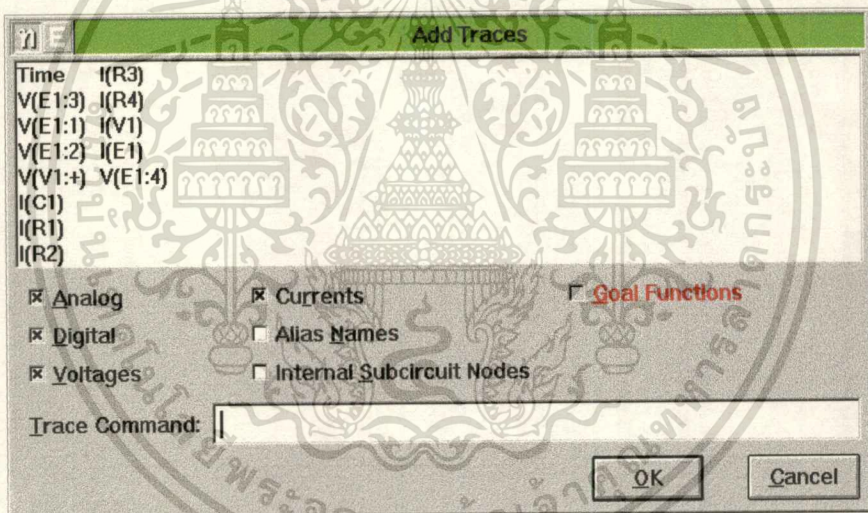 ก E Add Traces
Time I(R3)
V(E1:3) I(R4)
V(E1:1) I(V1)
V(E1:2) I(E1)
V(V1:+) V(E1:4)
I(C1)
I(R1)
I(R2)
Analog Currents Goal Functions
Digital Alias Names
Voltages Internal Subcircuit Nodes
Trace Command:
OK Cancel